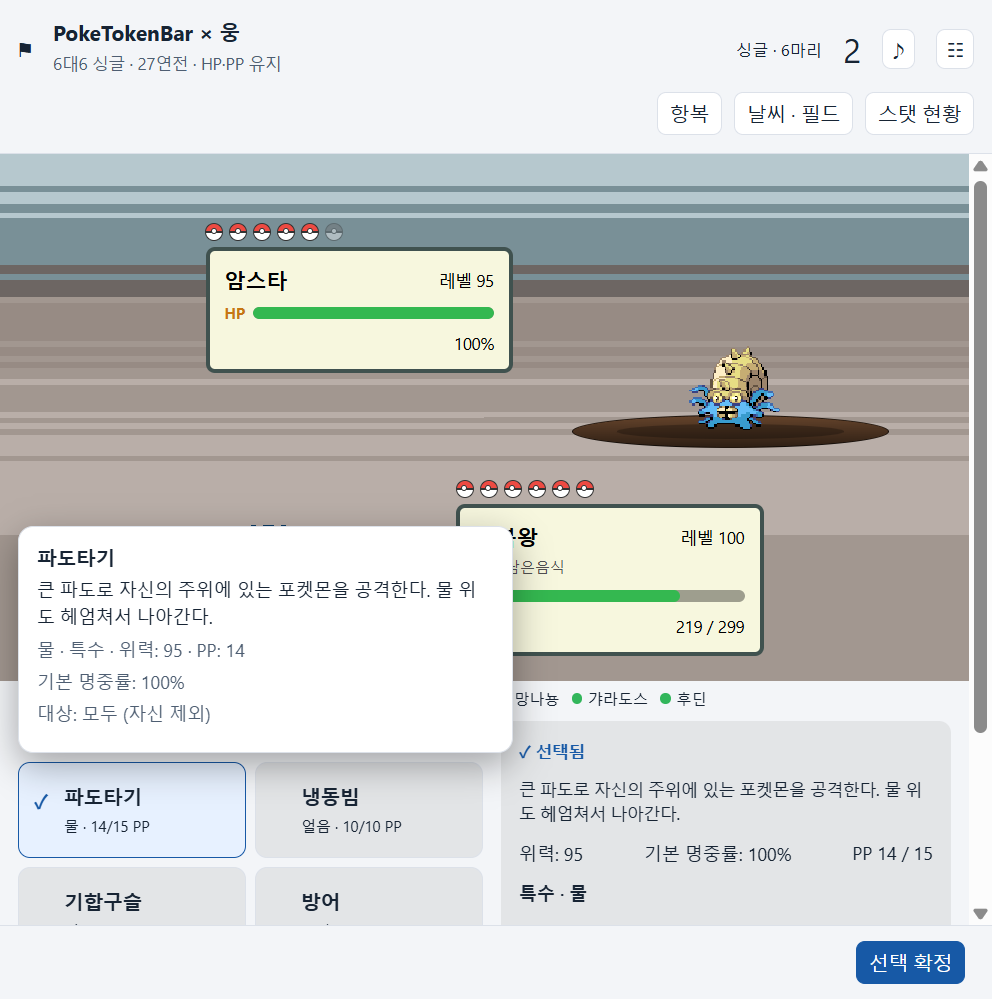 PokeTokenBar × 웅
6대6 싱글 · 27연전 · HP·PP 유지
싱글 · 6마리 2
항복 날씨 · 필드 스탯 현황
암스타 레벨 95
HP
100%
레벨 100
219 / 299
파도타기
큰 파도로 자신의 주위에 있는 포켓몬을 공격한다. 물 위
도 헤엄쳐서 나아간다.
물 · 특수 · 위력: 95 · PP: 14
기본 명중률: 100%
대상: 모두 (자신 제외)
망나뇽 갸라도스 후딘
✓ 선택됨
큰 파도로 자신의 주위에 있는 포켓몬을 공격한다. 물 위
도 헤엄쳐서 나아간다.
위력: 95 기본 명중률: 100% PP 14 / 15
특수 · 물
✓ 파도타기
물 · 14/15 PP
냉동빔
얼음 · 10/10 PP
기합구슬
방어
선택 확정